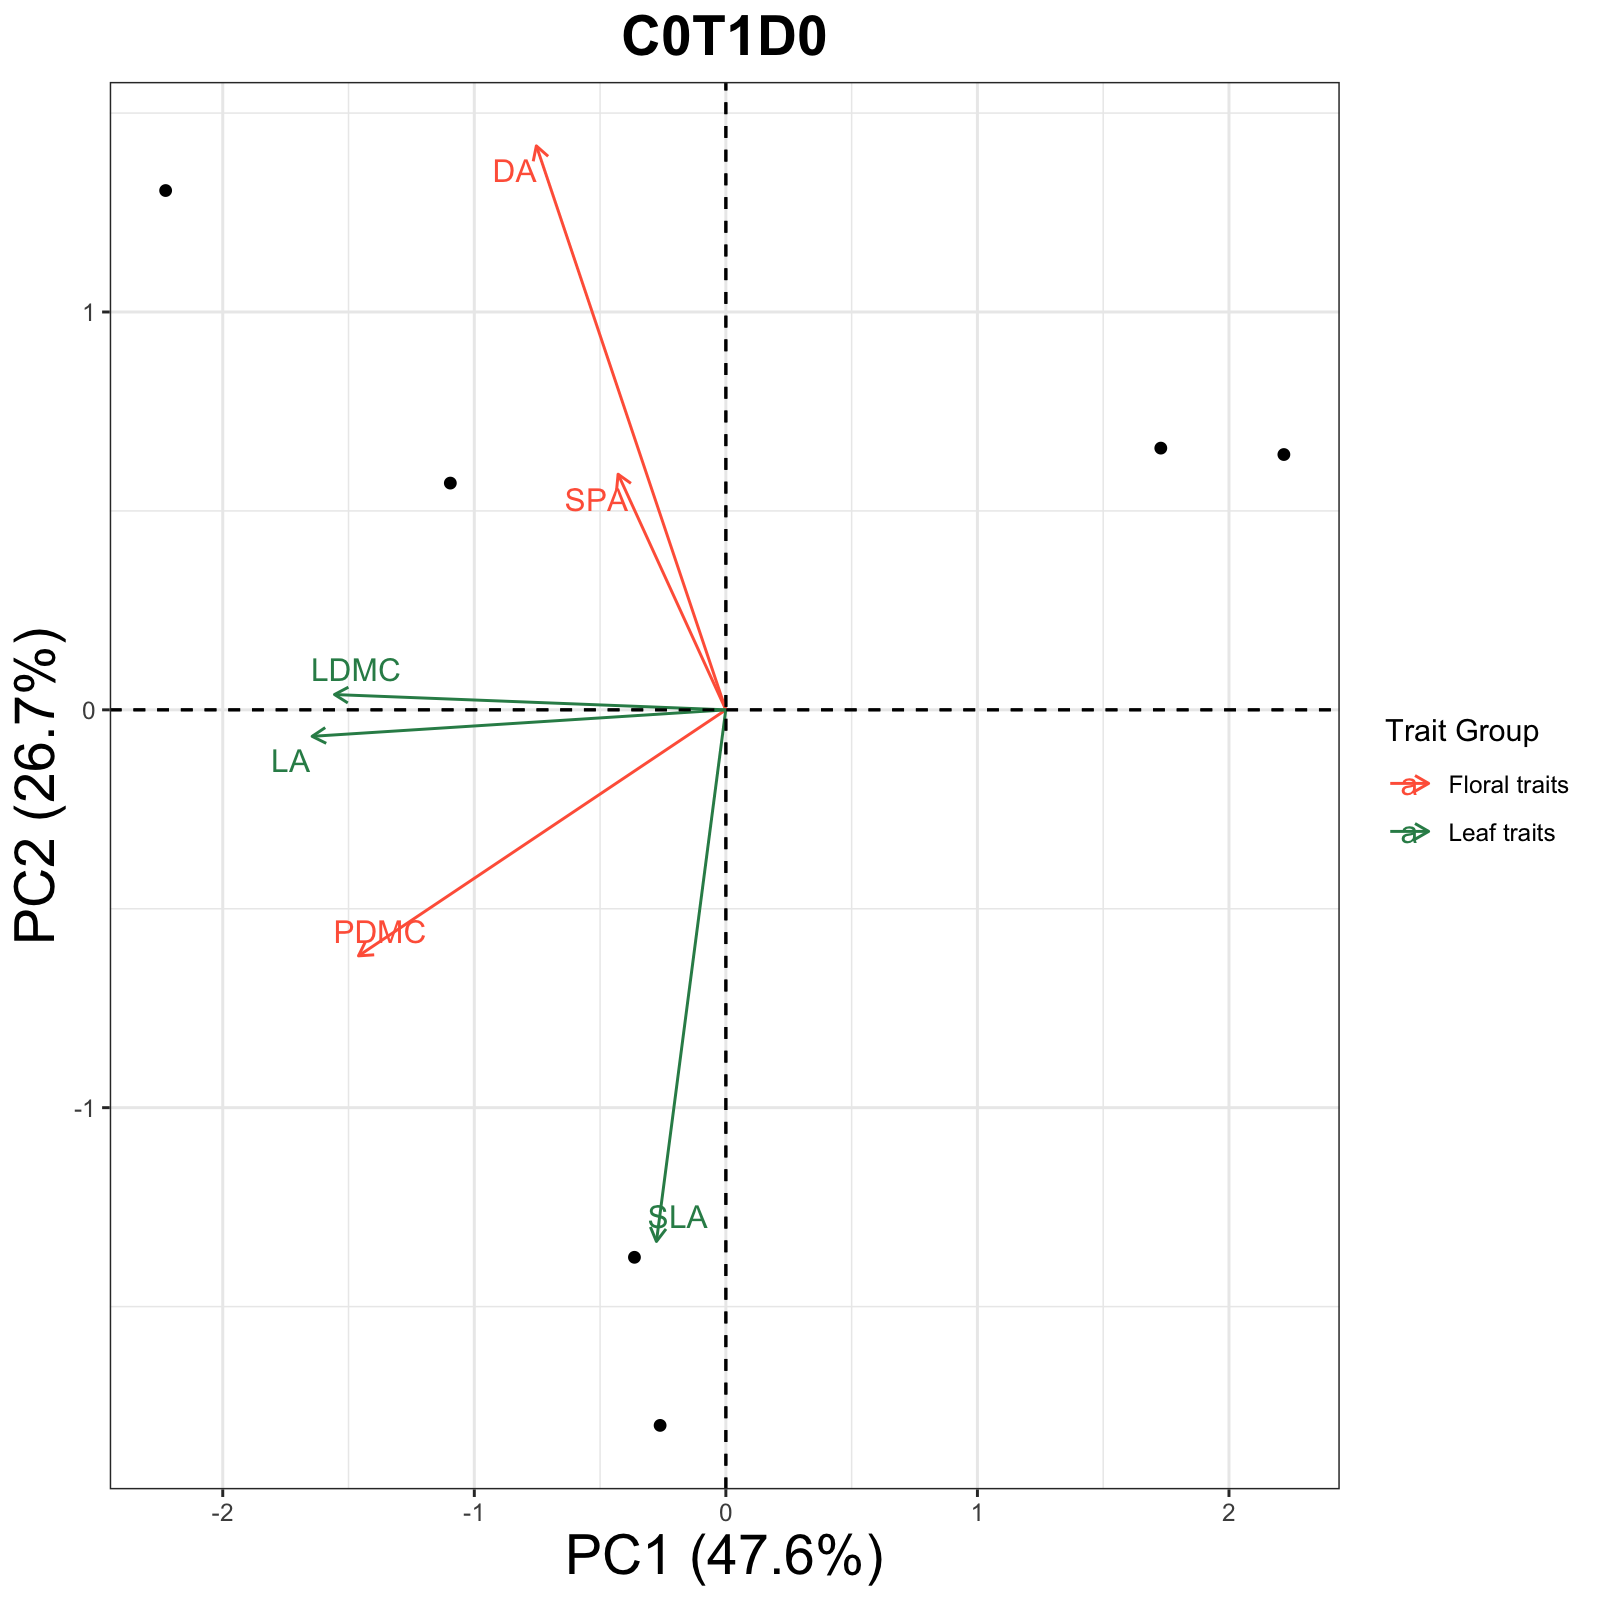 C0T1D0
DA
SPA
LDMC
LA
PDMC
SLA
1
0
-1
-2
-1
0
1
2
PC1 (47.6%)
PC2 (26.7%)
Trait Group
a Floral traits
a Leaf traits